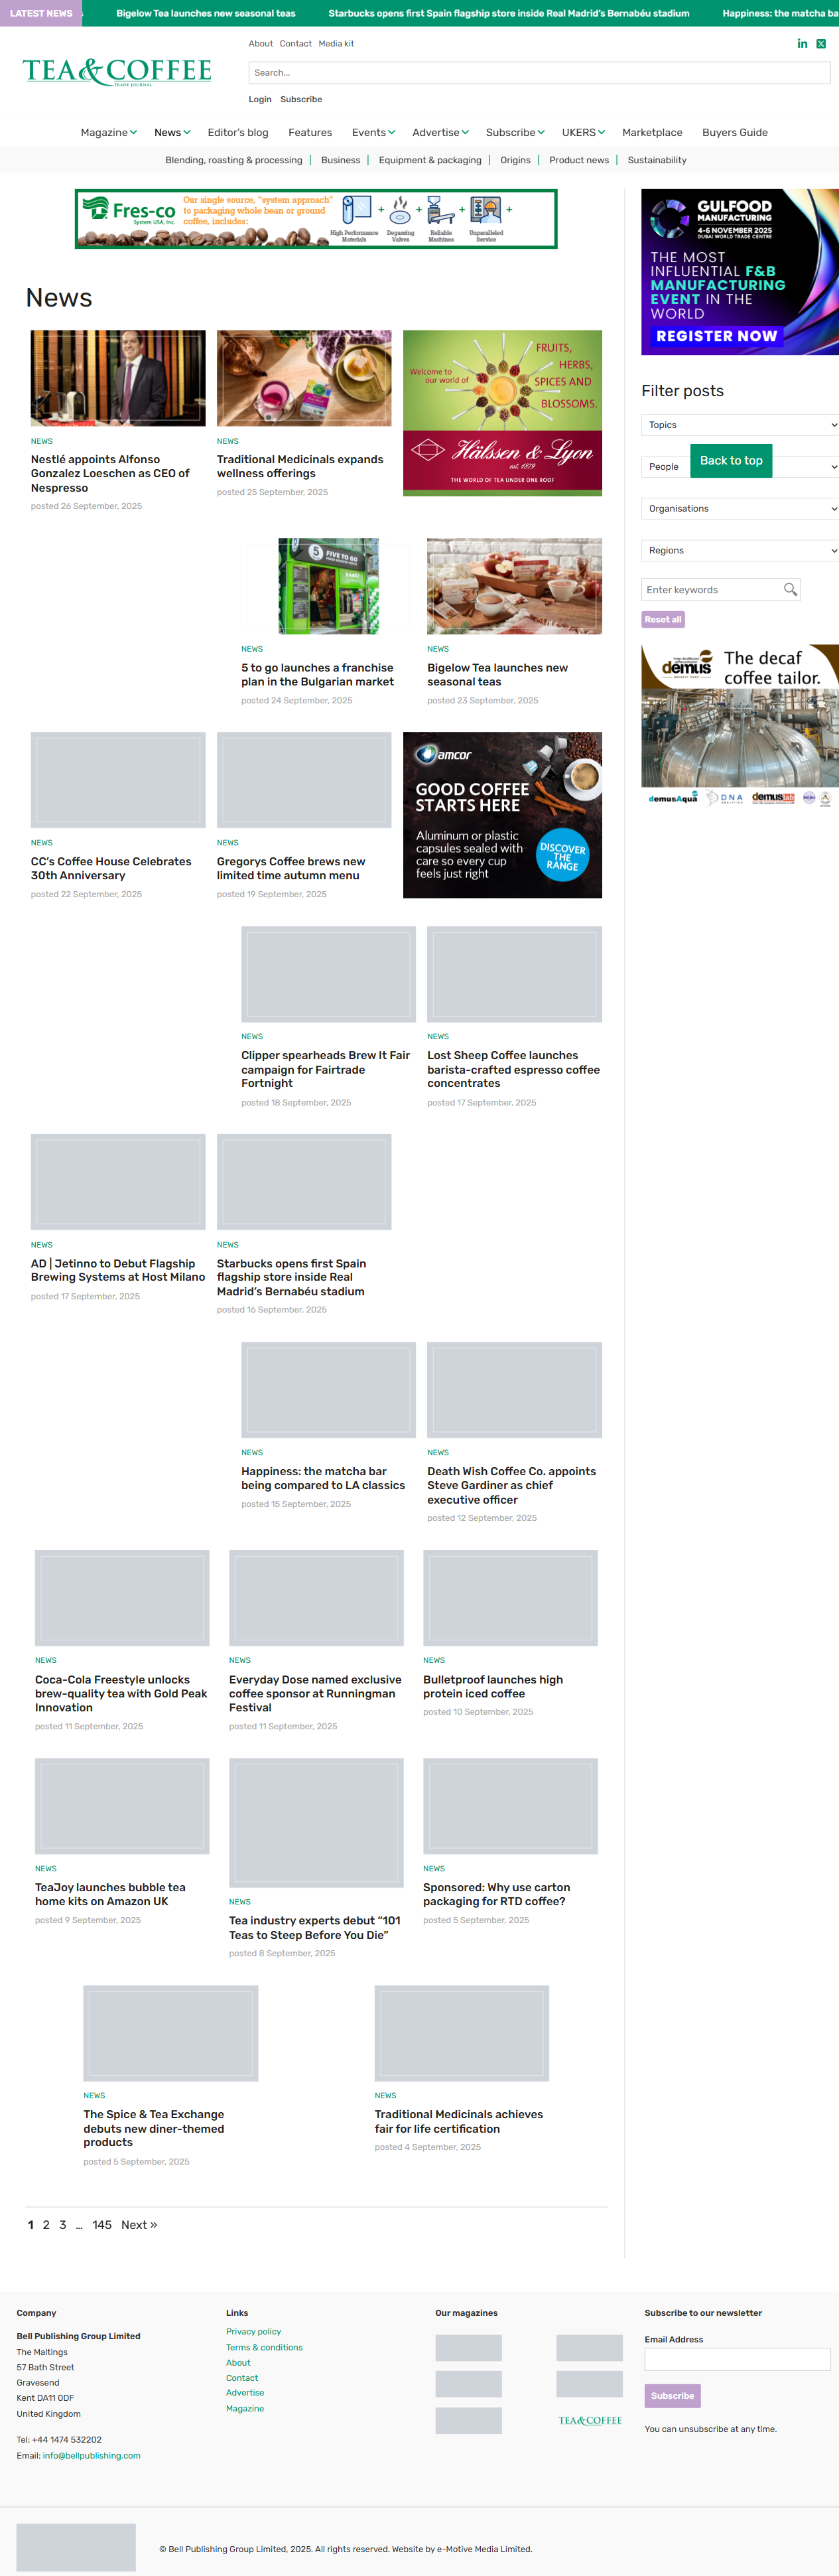 LATEST NEWS
Bigelow Tea launches new seasonal teas
Starbucks opens first Spain flagship store inside Real Madrid's Bernabéu stadium
Happiness: the matcha ba
TEA&COFFEE
TRADE JOURNAL
About Contact Media kit
Search...
Login Subscribe
Magazine News Editor's blog Features Events Advertise Subscribe UKERS Marketplace Buyers Guide
Blending, roasting & processing | Business | Equipment & packaging | Origins | Product news | Sustainability
Fres-co
System USA, Inc.
Our single source, "system approach"
to packaging whole bean or ground
coffee, includes:
High Performance
Materials
Degassing
Valves
Reliable
Machines
Unparalleled
Service
GULFOOD
MANUFACTURING
4-6 NOVEMBER 2025
DUBAI WORLD TRADE CENTRE
THE MOST
INFLUENTIAL F&B
MANUFACTURING
EVENT IN THE
WORLD
REGISTER NOW
News
NEWS
Nestlé appoints Alfonso
Gonzalez Loeschen as CEO of
Nespresso
posted 26 September, 2025
NEWS
Traditional Medicinals expands
wellness offerings
posted 25 September, 2025
Welcome to
our world of
FRUITS,
HERBS,
SPICES AND
BLOSSOMS.
Hälssen & Lyon
est. 1879
THE WORLD OF TEA UNDER ONE ROOF
Filter posts
Topics
People
Back to top
Organisations
Regions
Enter keywords
Reset all
demus
The decaf
coffee tailor.
demusAqua
DNA
demuslab
5 FIVE TO GO
NEWS
5 to go launches a franchise
plan in the Bulgarian market
posted 24 September, 2025
NEWS
Bigelow Tea launches new
seasonal teas
posted 23 September, 2025
NEWS
CC's Coffee House Celebrates
30th Anniversary
posted 22 September, 2025
NEWS
Gregorys Coffee brews new
limited time autumn menu
posted 19 September, 2025
amcor
GOOD COFFEE
STARTS HERE
Aluminum or plastic
capsules sealed with
care so every cup
feels just right
DISCOVER
THE
RANGE
NEWS
Clipper spearheads Brew It Fair
campaign for Fairtrade
Fortnight
posted 18 September, 2025
NEWS
Lost Sheep Coffee launches
barista-crafted espresso coffee
concentrates
posted 17 September, 2025
NEWS
AD | Jetinno to Debut Flagship
Brewing Systems at Host Milano
posted 17 September, 2025
NEWS
Starbucks opens first Spain
flagship store inside Real
Madrid's Bernabéu stadium
posted 16 September, 2025
NEWS
Happiness: the matcha bar
being compared to LA classics
posted 15 September, 2025
NEWS
Death Wish Coffee Co. appoints
Steve Gardiner as chief
executive officer
posted 12 September, 2025
NEWS
Coca-Cola Freestyle unlocks
brew-quality tea with Gold Peak
Innovation
posted 11 September, 2025
NEWS
Everyday Dose named exclusive
coffee sponsor at Runningman
Festival
posted 11 September, 2025
NEWS
Bulletproof launches high
protein iced coffee
posted 10 September, 2025
NEWS
TeaJoy launches bubble tea
home kits on Amazon UK
posted 9 September, 2025
NEWS
Tea industry experts debut "101
Teas to Steep Before You Die"
posted 8 September, 2025
NEWS
Sponsored: Why use carton
packaging for RTD coffee?
posted 5 September, 2025
NEWS
The Spice & Tea Exchange
debuts new diner-themed
products
posted 5 September, 2025
NEWS
Traditional Medicinals achieves
fair for life certification
posted 4 September, 2025
1 2 3 … 145 Next »
Company
Bell Publishing Group Limited
The Maltings
57 Bath Street
Gravesend
Kent DA11 0DF
United Kingdom
Tel: +44 1474 532202
Email: info@bellpublishing.com
Links
Privacy policy
Terms & conditions
About
Contact
Advertise
Magazine
Our magazines
TEA&COFFEE
Subscribe to our newsletter
Email Address
Subscribe
You can unsubscribe at any time.
© Bell Publishing Group Limited, 2025. All rights reserved. Website by e-Motive Media Limited.